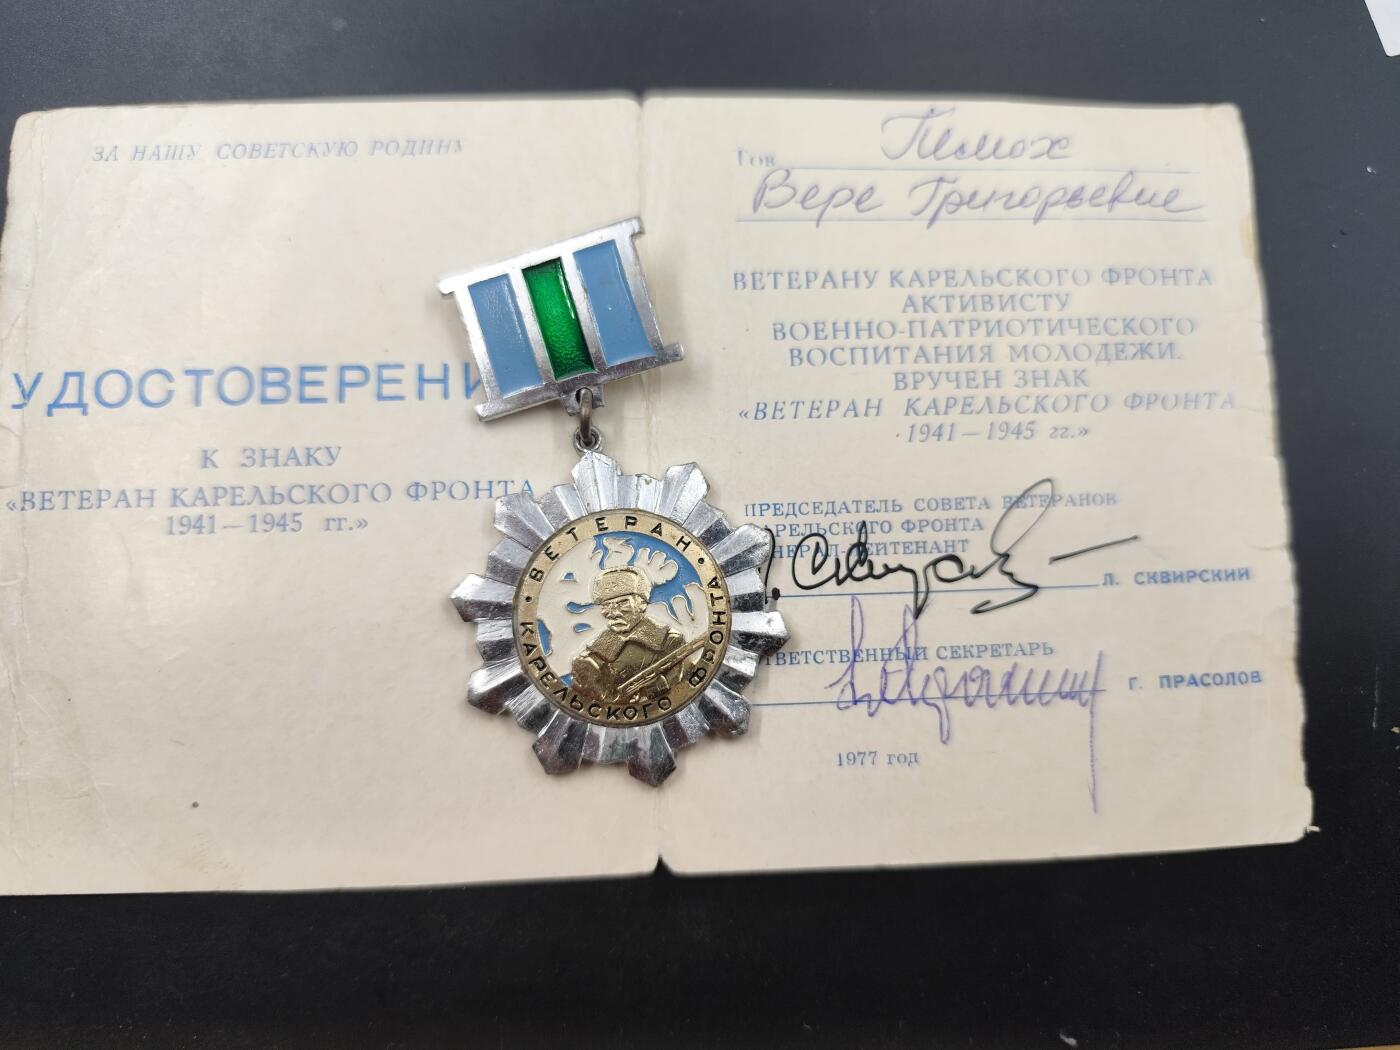 ЗА НАШУ СОВЕТСКУЮ РОДИНУ
УДОСТОВЕРЕНИ
К ЗНАКУ
«ВЕТЕРАН КАРЕЛЬСКОГО ФРОНТА
1941—1945 гг.»
ВЕТЕРАН
КАРЕЛЬСКОГО ФРОНТА
Тов
Вере Григорьевне
ВЕТЕРАНУ КАРЕЛЬСКОГО ФРОНТА
АКТИВИСТУ
ВОЕННО-ПАТРИОТИЧЕСКОГО
ВОСПИТАНИЯ МОЛОДЕЖИ.
ВРУЧЕН ЗНАК
«ВЕТЕРАН КАРЕЛЬСКОГО ФРОНТА
1941—1945 гг.»
ПРЕДСЕДАТЕЛЬ СОВЕТА ВЕТЕРАНОВ
КАРЕЛЬСКОГО ФРОНТА
ГЕНЕРАЛ-ЛЕЙТЕНАНТ
Л. СКВИРСКИЙ
ОТВЕТСТВЕННЫЙ СЕКРЕТАРЬ
Г. ПРАСОЛОВ
1977 год